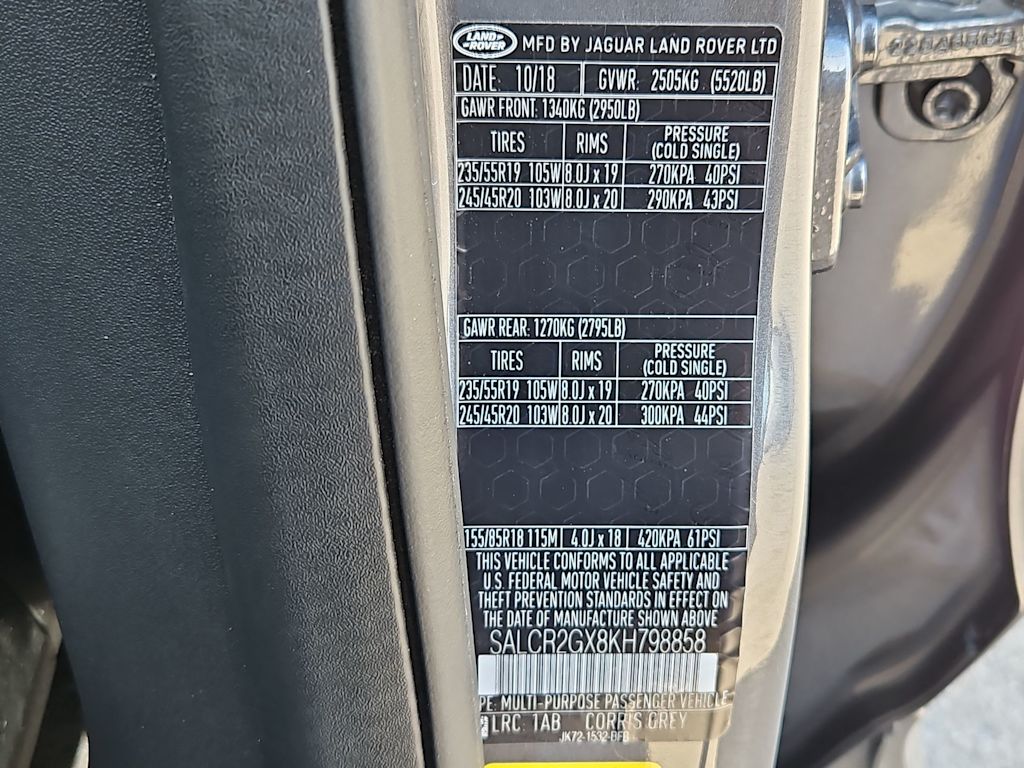 LAND ROVER MFD BY JAGUAR LAND ROVER LTD
DATE: 10/18 GVWR: 2505KG (5520LB)
GAWR FRONT: 1340KG (2950LB)
TIRES RIMS PRESSURE (COLD SINGLE)
235/55R19 105W 8.0J x 19 270KPA 40PSI
245/45R20 103W 8.0J x 20 290KPA 43PSI
GAWR REAR: 1270KG (2795LB)
TIRES RIMS PRESSURE (COLD SINGLE)
235/55R19 105W 8.0J x 19 270KPA 40PSI
245/45R20 103W 8.0J x 20 300KPA 44PSI
155/85R18 115M 4.0J x 18 420KPA 61PSI
THIS VEHICLE CONFORMS TO ALL APPLICABLE
U.S. FEDERAL MOTOR VEHICLE SAFETY AND
THEFT PREVENTION STANDARDS IN EFFECT ON
THE DATE OF MANUFACTURE SHOWN ABOVE
SALCR2GX8KH798858
PE: MULTI-PURPOSE PASSENGER VEHICLE
LRC: 1AB CORRIS GREY
JK72-1532-BFB